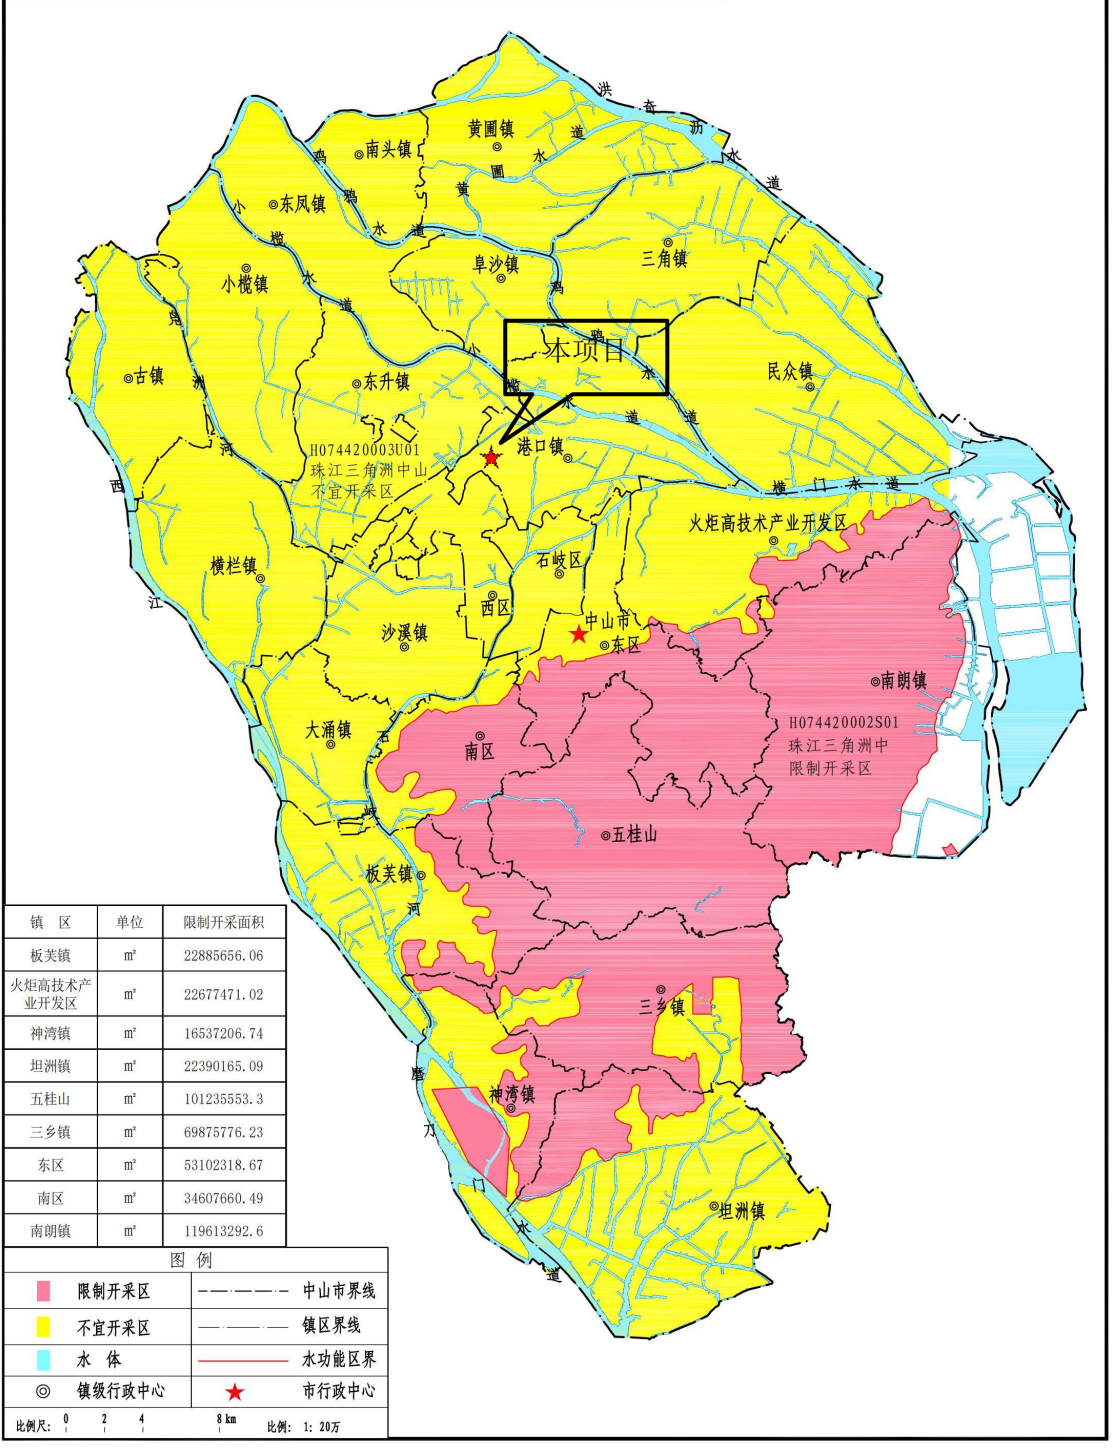 洪奇沥水道
黄圃镇
黄圃水道
南头镇
鸡鸦水道
东凤镇
小榄水道
三角镇
阜沙镇
小榄镇
鸡鸦水道
本项目
小榄水道
凫洲河
民众镇
古镇
东升镇
港口镇
H074420003U01
珠江三角洲中山
不宜开采区
西江
横门水道
火炬高技术产业开发区
石岐区
横栏镇
西区
中山市
东区
沙溪镇
南朗镇
H074420002S01
珠江三角洲中
限制开采区
大涌镇
南区
石岐河
五桂山
板芙镇
三乡镇
磨刀门水道
神湾镇
坦洲镇
镇 区 单位 限制开采面积
板芙镇 m² 22885656.06
火炬高技术产
业开发区 m² 22677471.02
神湾镇 m² 16537206.74
坦洲镇 m² 22390165.09
五桂山 m² 101235553.3
三乡镇 m² 69875776.23
东区 m² 53102318.67
南区 m² 34607660.49
南朗镇 m² 119613292.6
图 例
限制开采区 中山市界线
不宜开采区 镇区界线
水 体 水功能区界
镇级行政中心 市行政中心
比例尺: 0 2 4 8 km 比例: 1: 20万